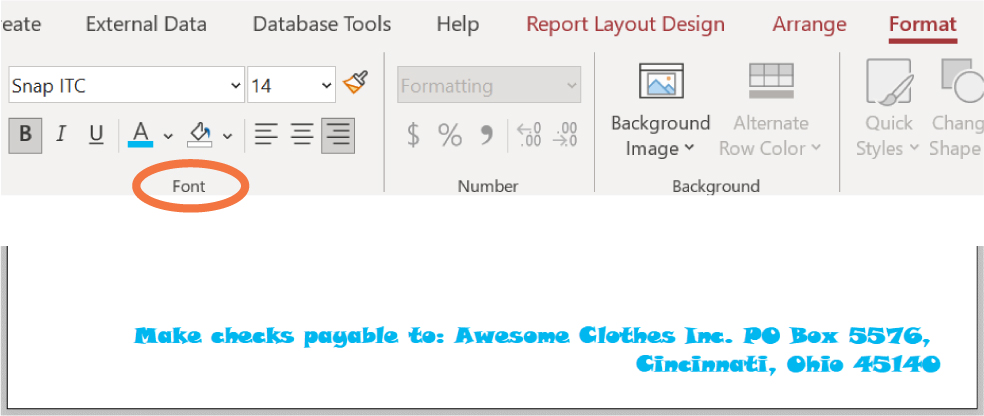 eate External Data Database Tools Help Report Layout Design Arrange Format
Snap ITC 14 Formatting
B I U A $ % , ←0 .00 .00 →0
Background Image Alternate Row Color Quick Styles Chang Shape
Font Number Background
Make checks payable to: Awesome Clothes Inc. PO Box 5576,
Cincinnati, Ohio 45140